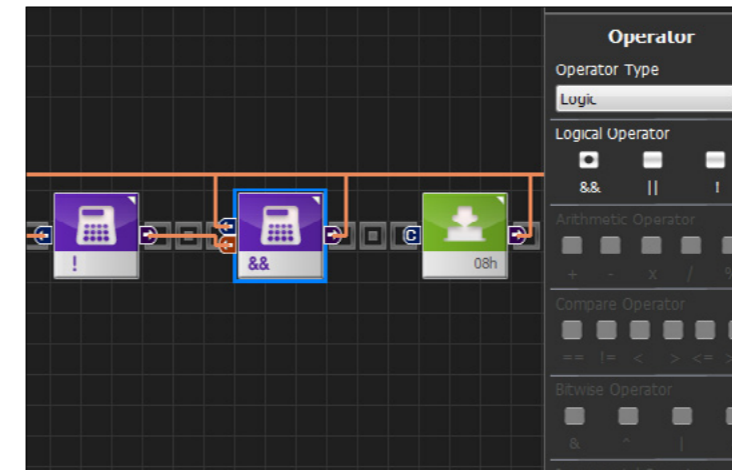 Operator
Operator Type
Logic
Logical Operator
&& || !
Arithmetic Operator
+ - x /
Compare Operator
== != < > <= >
Bitwise Operator
& ^ |
C
! && 08h